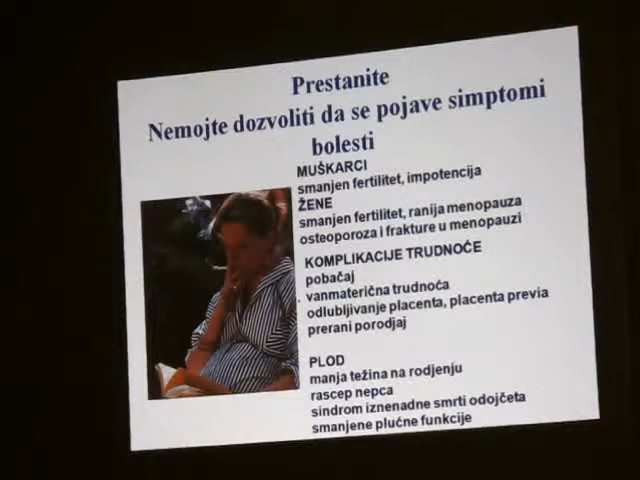 Prestanite
Nemojte dozvoliti da se pojave simptomi
bolesti
MUŠKARCI
smanjen fertilitet, impotencija
ŽENE
smanjen fertilitet, ranija menopauza
osteoporoza i frakture u menopauzi
KOMPLIKACIJE TRUDNOĆE
pobačaj
vanmaterična trudnoća
odlubljivanje placenta, placenta previa
prerani porodjaj
PLOD
manja težina na rodjenju
rascep nepca
sindrom iznenadne smrti odojčeta
smanjene plućne funkcije